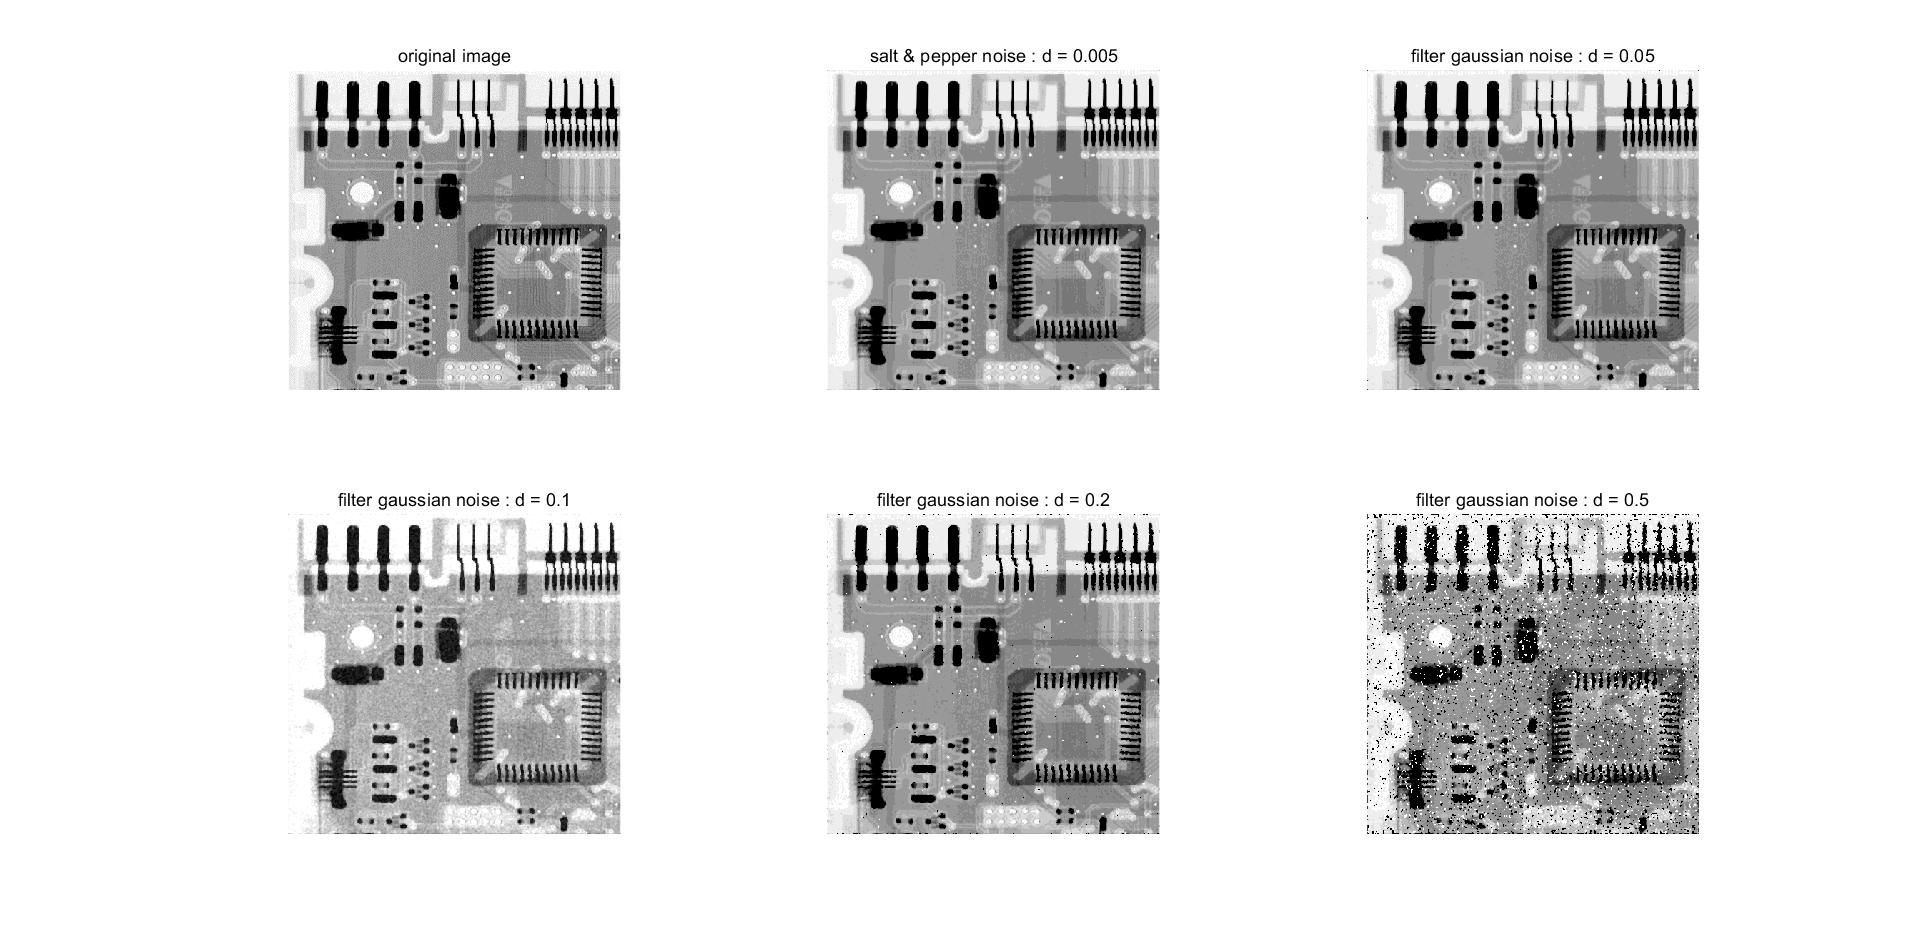 original image
salt & pepper noise : d = 0.005
filter gaussian noise : d = 0.05
filter gaussian noise : d = 0.1
filter gaussian noise : d = 0.2
filter gaussian noise : d = 0.5